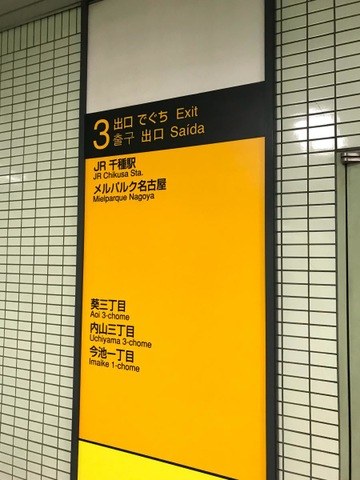 3 出口 でぐち Exit
출구 出口 Saída
JR 千種駅
JR Chikusa Sta.
メルパルク名古屋
Mielparque Nagoya
葵三丁目
Aoi 3-chome
内山三丁目
Uchiyama 3-chome
今池一丁目
Imaike 1-chome